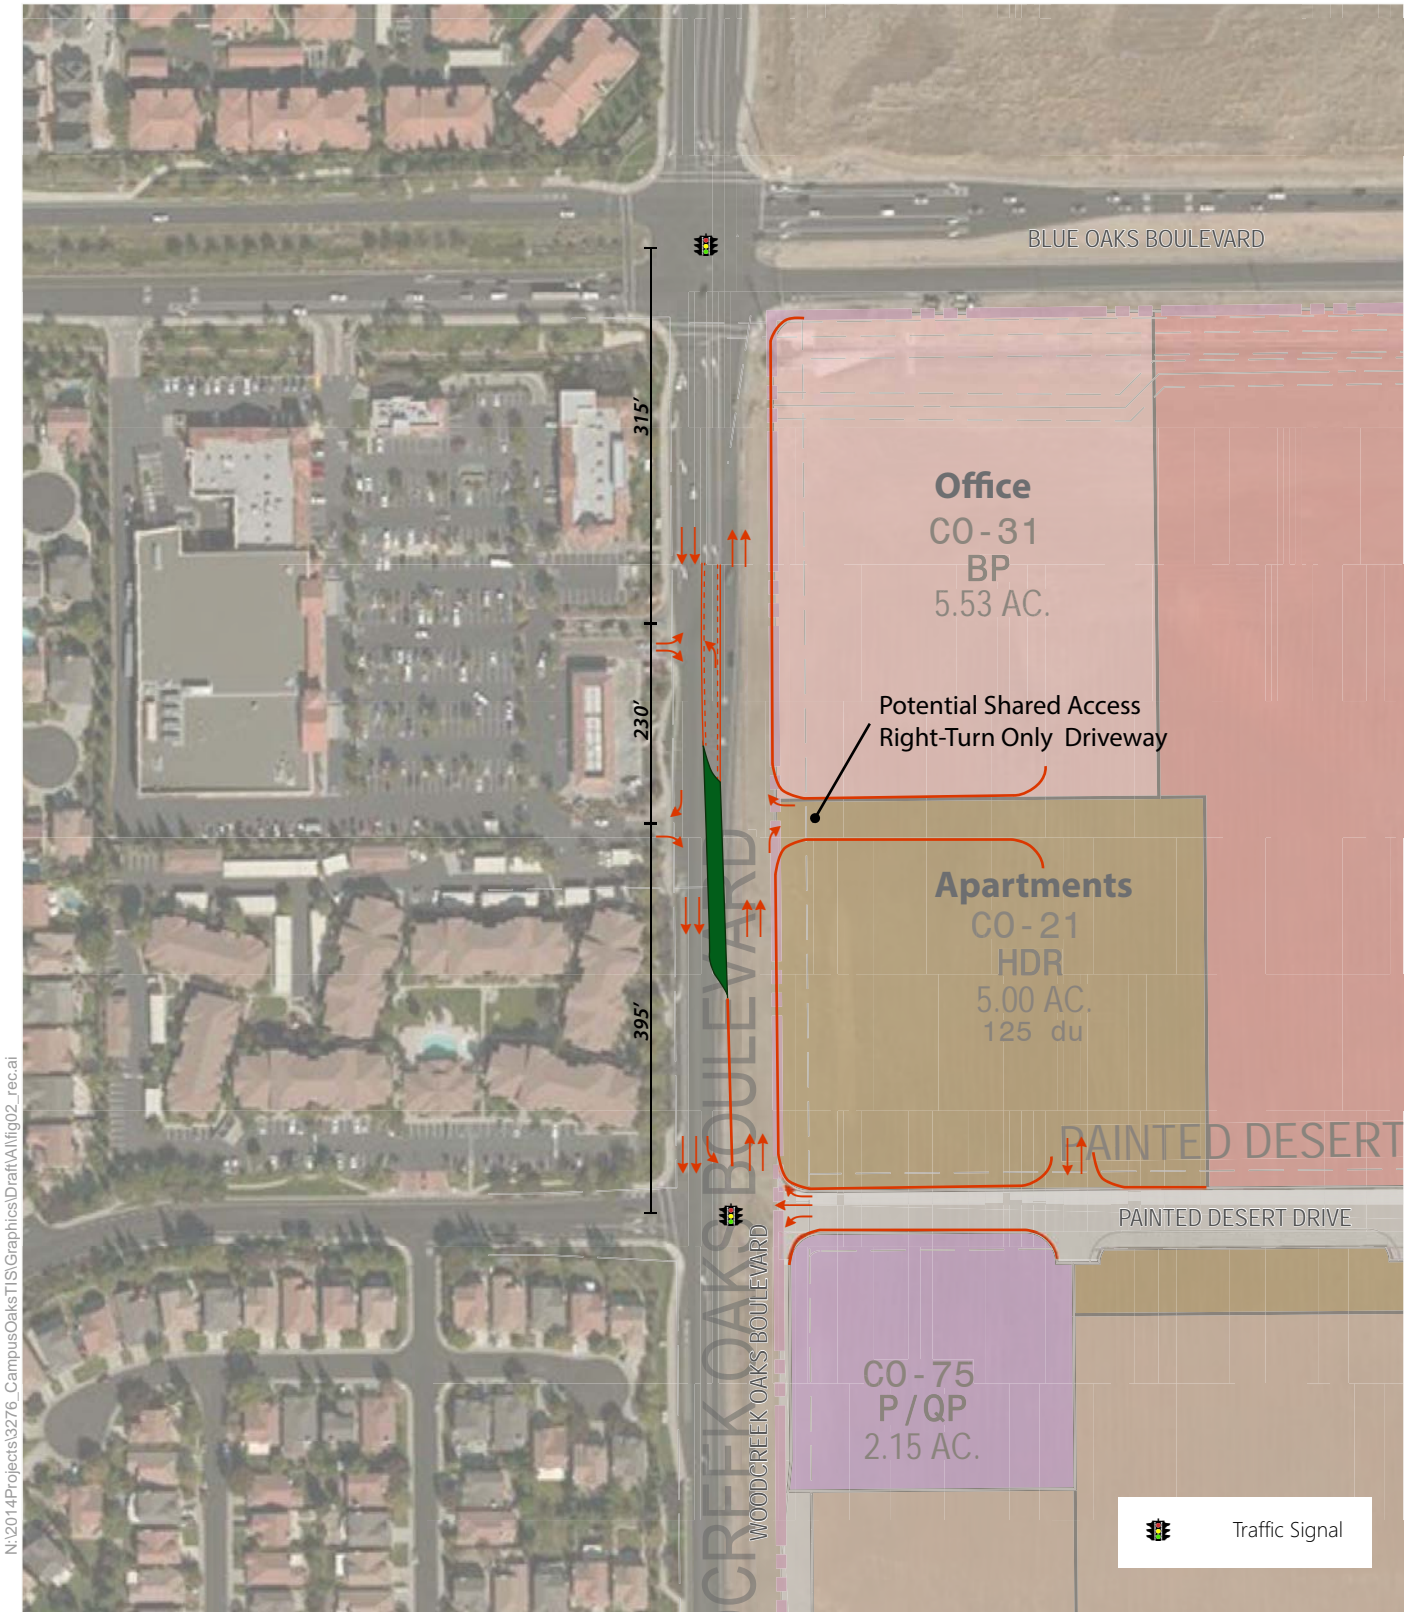 BLUE OAKS BOULEVARD
315’
Office
CO - 31
BP
5.53 AC.
230’
Potential Shared Access
Right-Turn Only Driveway
Apartments
CO - 21
HDR
5.00 AC.
125 du
395’
PAINTED DESERT
PAINTED DESERT DRIVE
CREEK OAKS BOULEVARD
WOODCREEK OAKS BOULEVARD
CO - 75
P / QP
2.15 AC.
Traffic Signal
N:\2014Projects\3276_CampusOaksTIS\Graphics\Draft\AI\fig02_rec.ai